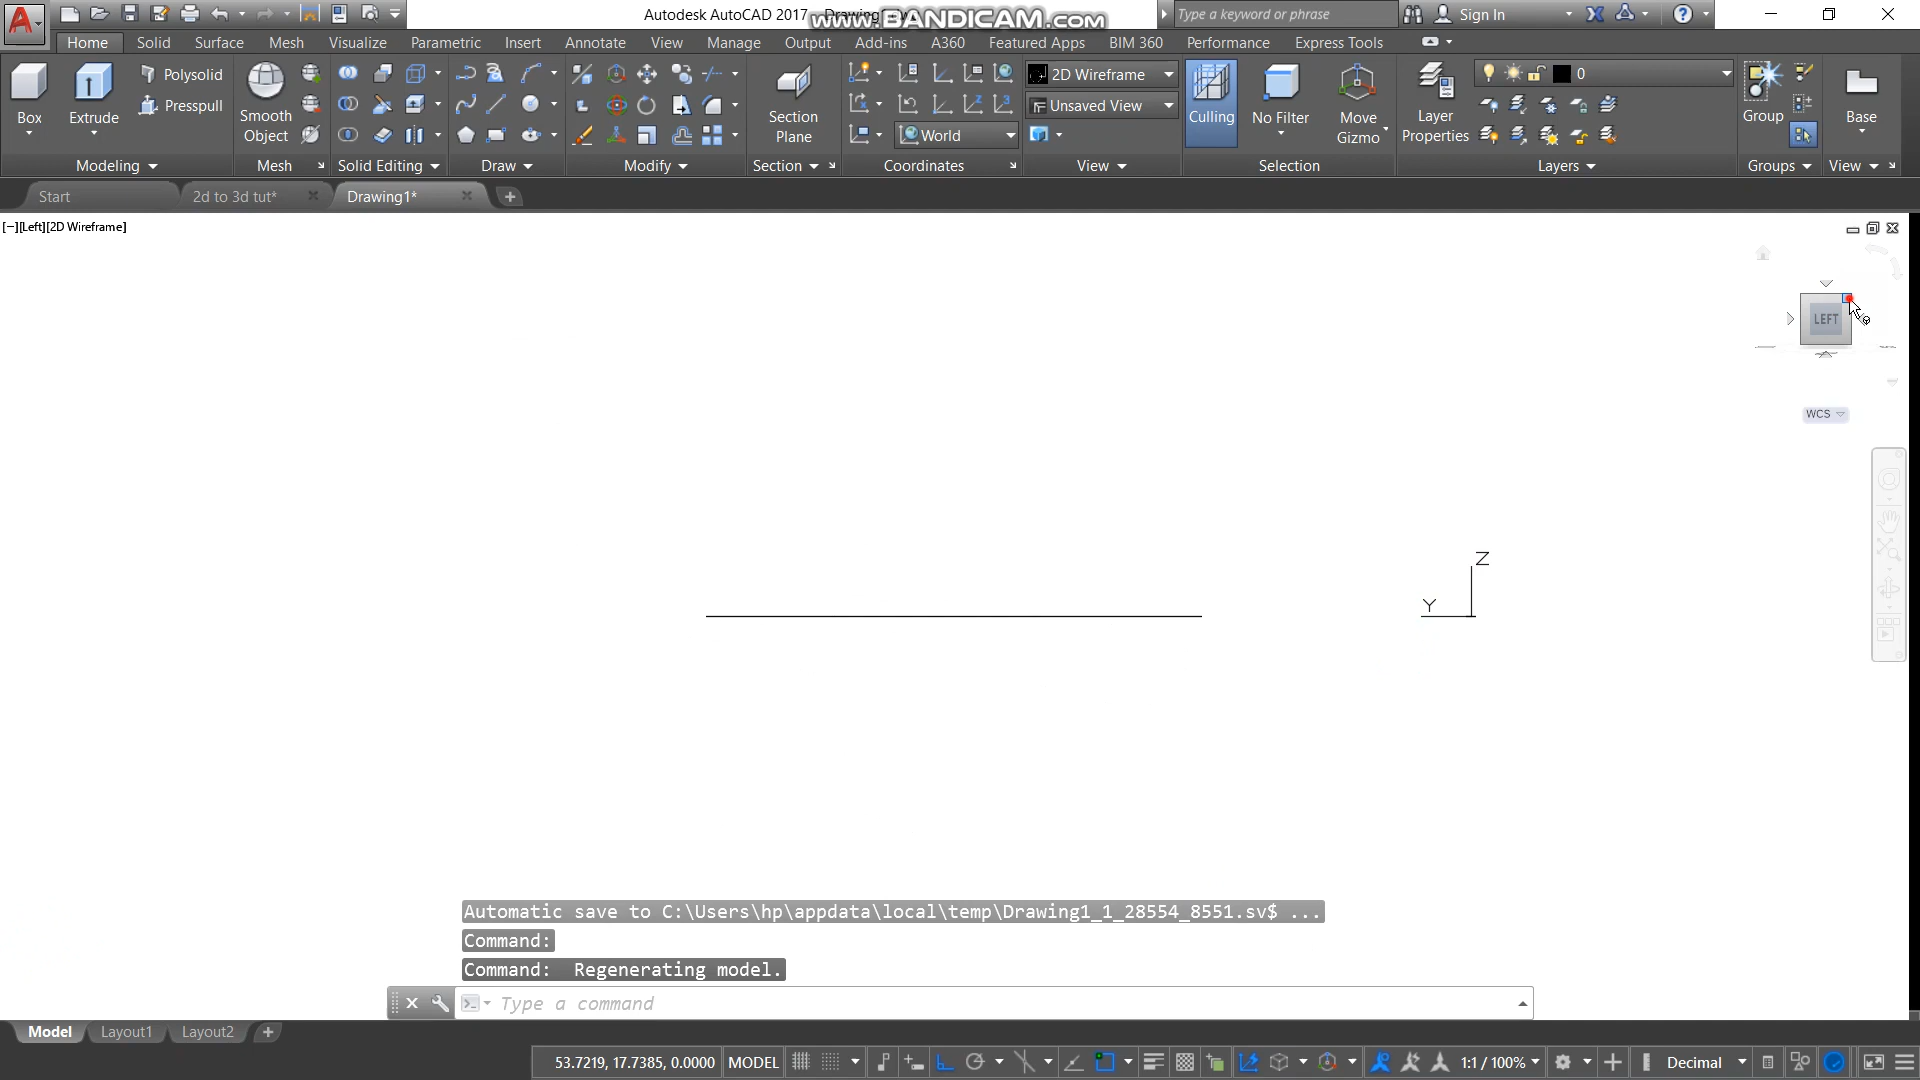 Autodesk AutoCAD 2017
www.BANDICAM.com
Type a keyword or phrase
Sign In
Home Solid Surface Mesh Visualize Parametric Insert Annotate View Manage Output Add-ins A360 Featured Apps BIM 360 Performance Express Tools
Box
Extrude
Polysolid
Presspull
Smooth Object
Section Plane
World
2D Wireframe
Unsaved View
Culling
No Filter
Move Gizmo
Layer Properties
0
Group
Base
Modeling Mesh Solid Editing Draw Modify Section Coordinates View Selection Layers Groups View
Start 2d to 3d tut* Drawing1*
[−][Left][2D Wireframe]
LEFT
WCS
Z
Y
Automatic save to C:\Users\hp\appdata\local\temp\Drawing1_1_28554_8551.sv$ ...
Command:
Command: Regenerating model.
Type a command
Model Layout1 Layout2
53.7219, 17.7385, 0.0000 MODEL 1:1 / 100% Decimal